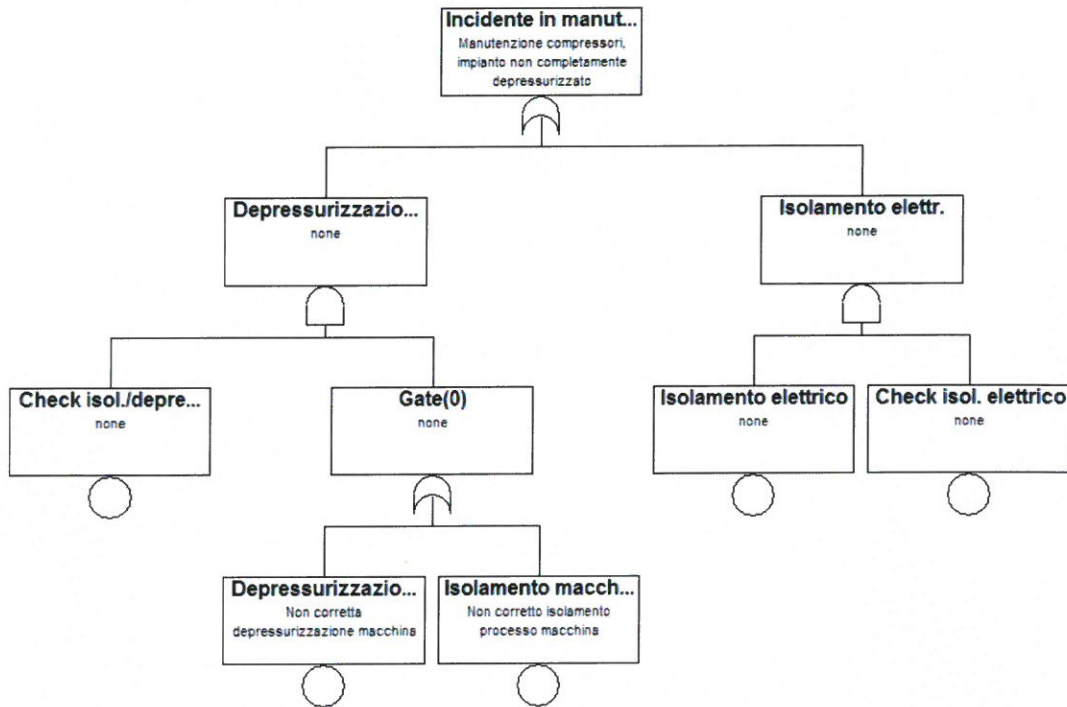 Incidente in manut...
Manutenzione compressori,
impianto non completamente
depressurizzato
Depressurizzazio...
none
Isolamento elettr.
none
Check isol./depre...
none
Gate(0)
none
Isolamento elettrico
none
Check isol. elettrico
none
Depressurizzazio...
Non corretta
depressurizzazione macchina
Isolamento macch...
Non corretto isolamento
processo macchina